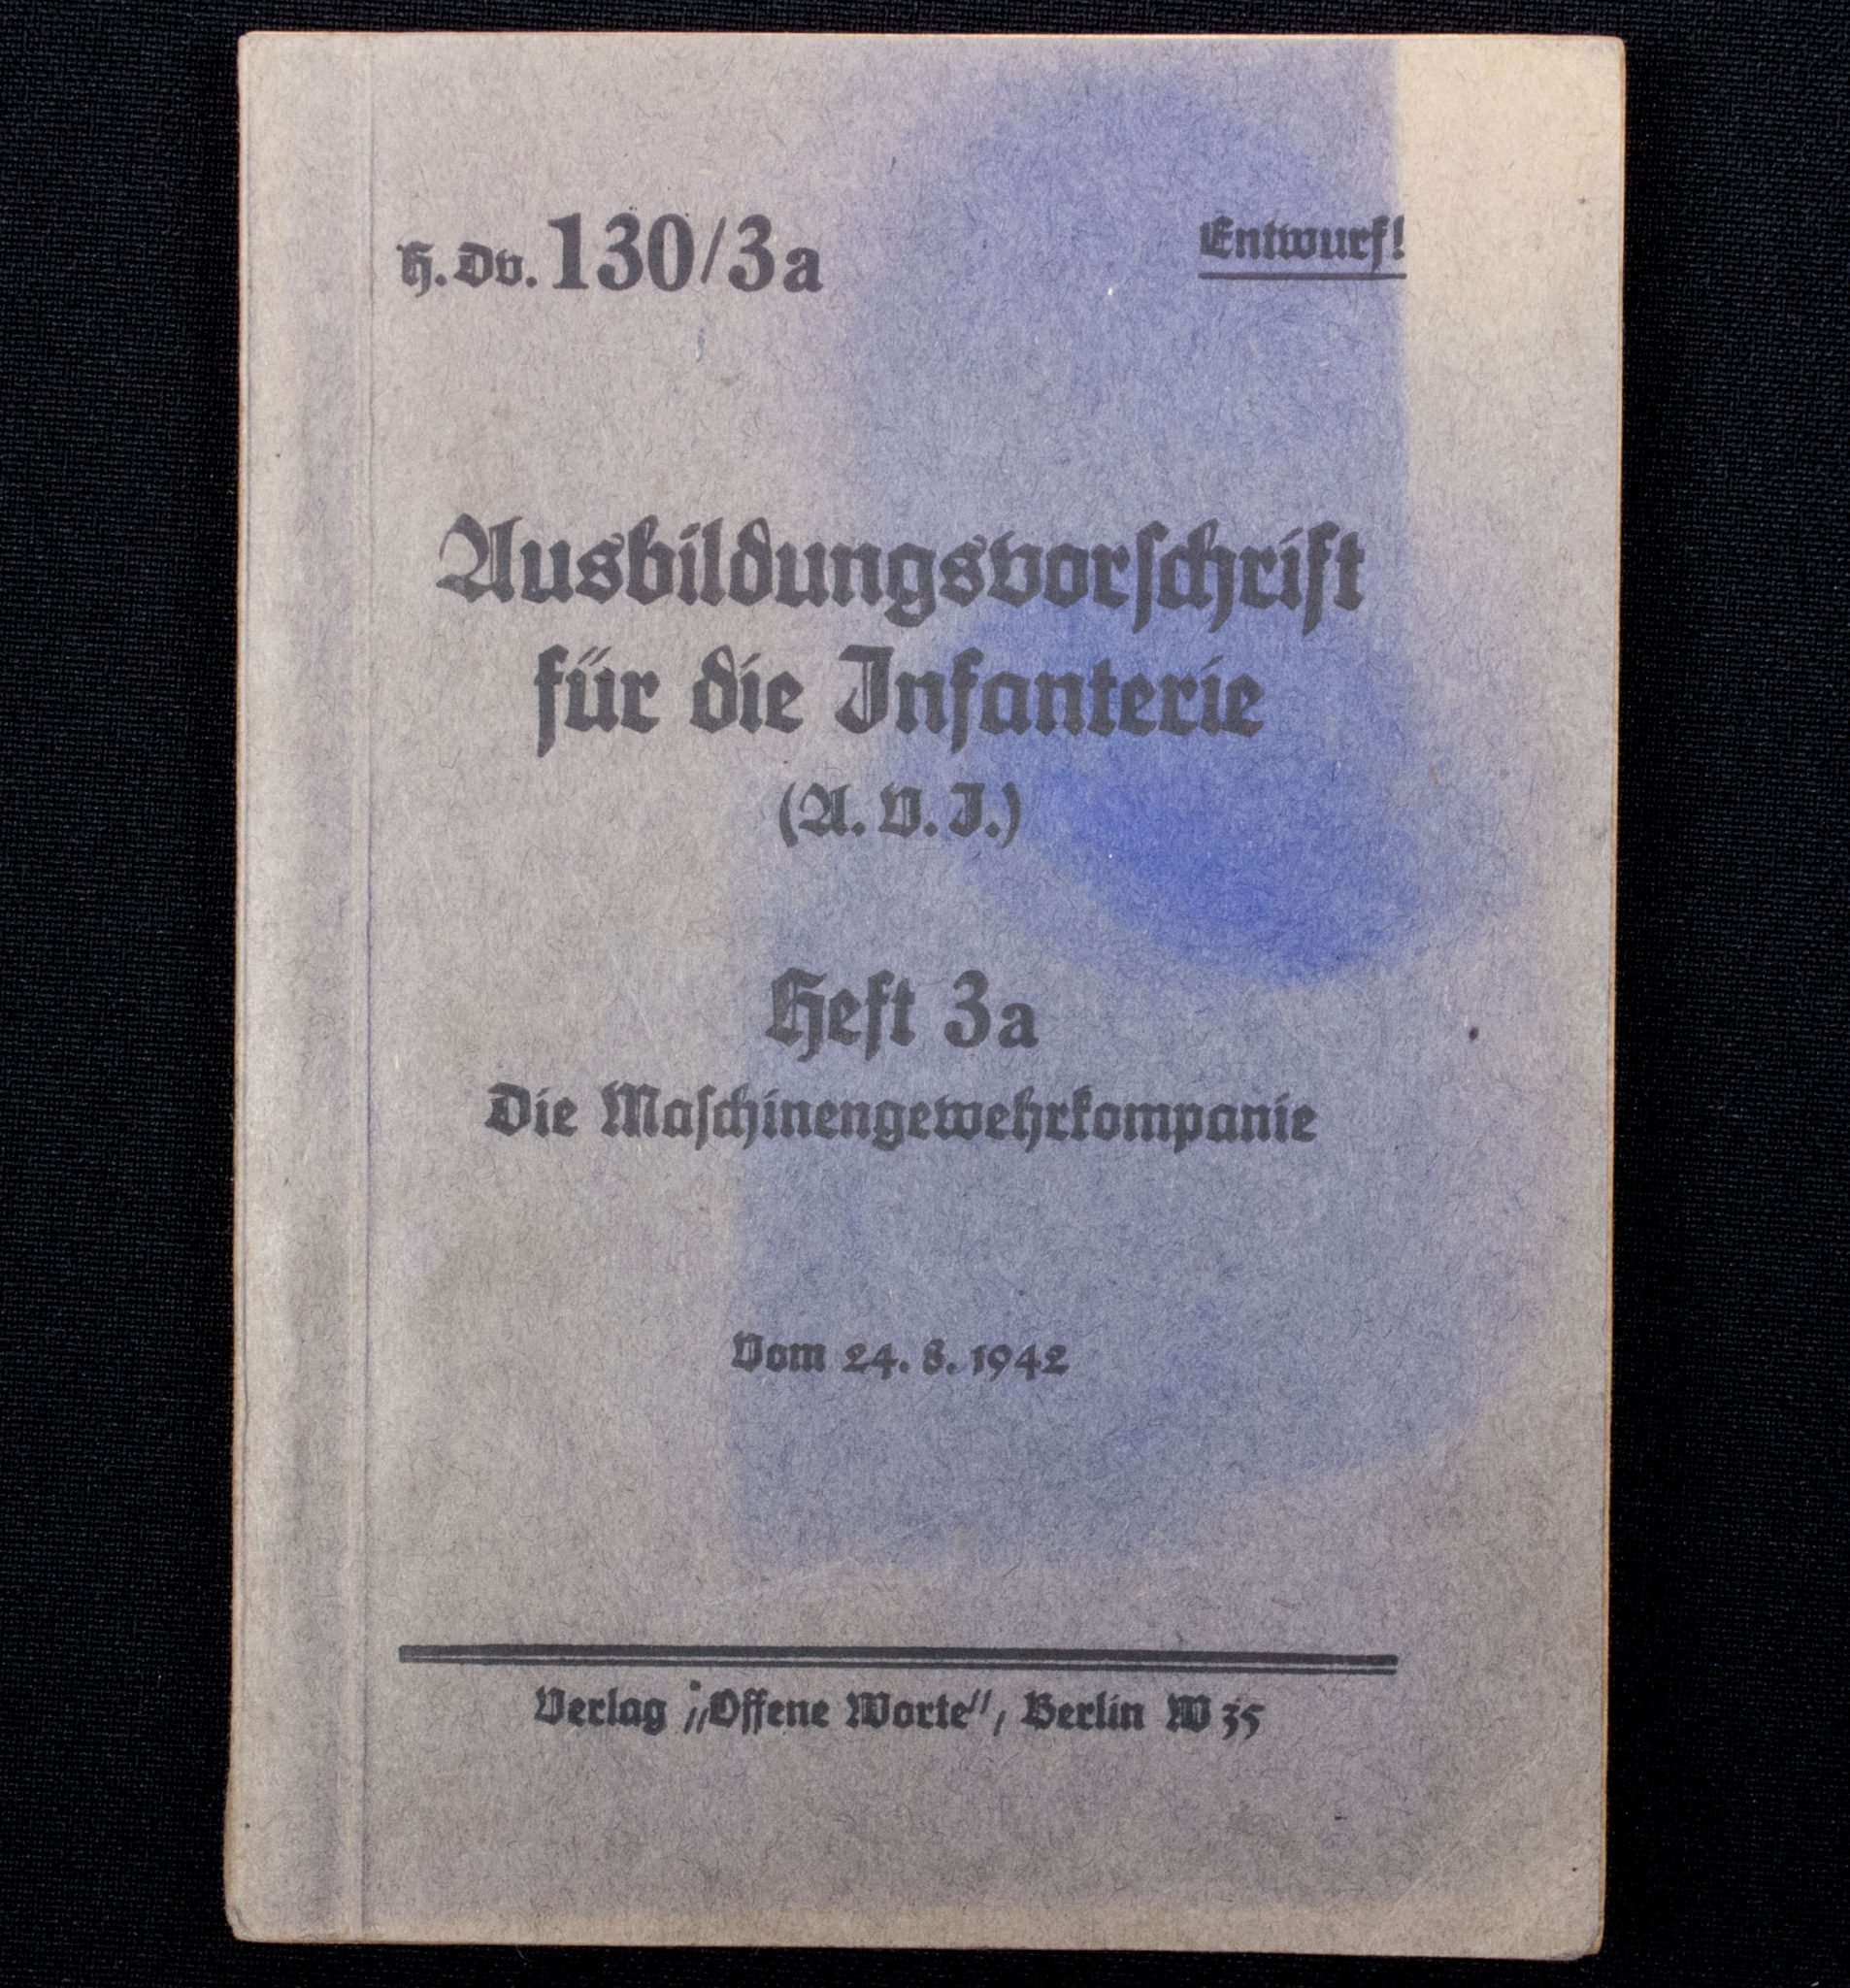 H.Dv. 130/3a
Entwurf!
Ausbildungsvorſchrift
für die Infanterie
(A. V. I.)
Heft 3a
Die Maſchinengewehrkompanie
Vom 24. 8. 1942
Verlag „Offene Worte“, Berlin W 35